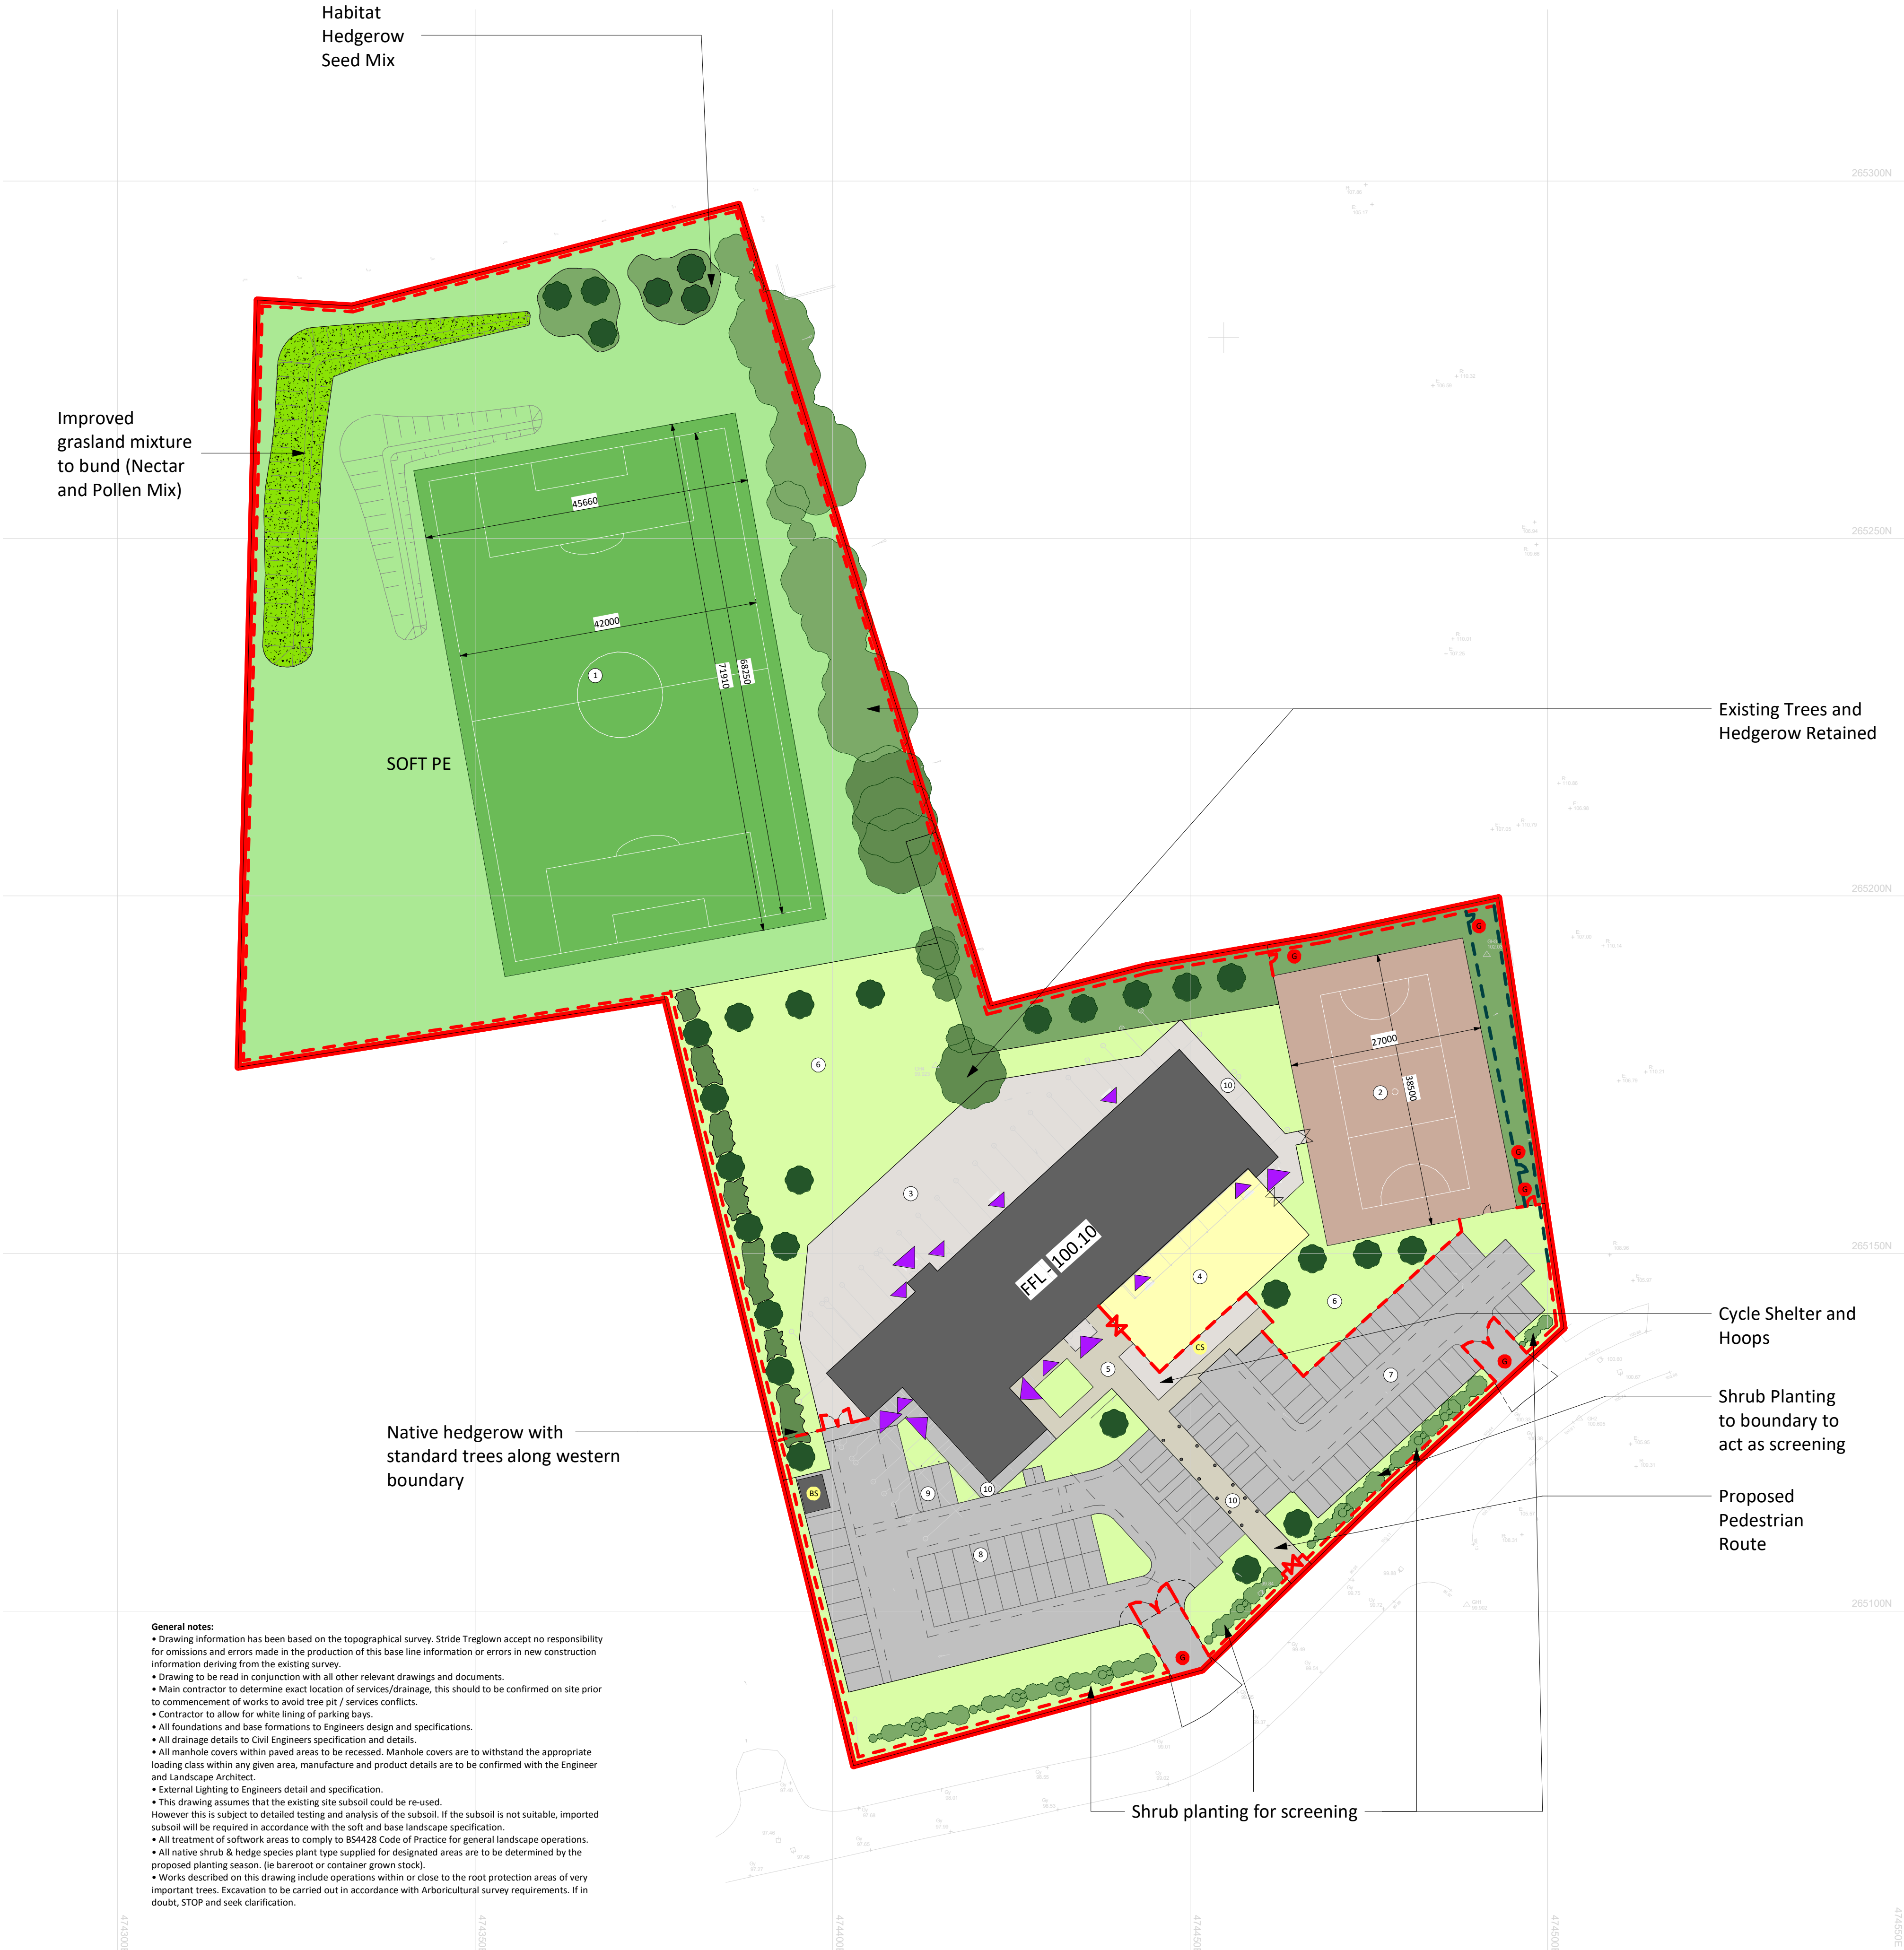 Habitat
Hedgerow
Seed Mix
265300N
Improved
grasland mixture
to bund (Nectar
and Pollen Mix)
45660
265250N
42000
1
71910
68250
Existing Trees and
Hedgerow Retained
SOFT PE
265200N
G
G
27000
6
10
2
38500
G
G
3
FFL - 100.10
4
265150N
6
Cycle Shelter and
Hoops
CS
5
7
G
Shrub Planting
to boundary to
act as screening
Native hedgerow with
standard trees along western
boundary
BS
9
10
10
Proposed
Pedestrian
Route
8
265100N
G
General notes:
• Drawing information has been based on the topographical survey. Stride Treglown accept no responsibility
for omissions and errors made in the production of this base line information or errors in new construction
information deriving from the existing survey.
• Drawing to be read in conjunction with all other relevant drawings and documents.
• Main contractor to determine exact location of services/drainage, this should be confirmed on site prior
to commencement of works to avoid tree pit / services conflicts.
• Contractor to allow for white lining of parking bays.
• All foundations and base formations to Engineers design and specifications.
• All drainage details to Civil Engineers specification and details.
• All manhole covers within paved areas to be recessed. Manhole covers are to withstand the appropriate
loading class within any given area, manufacture and product details are to be confirmed with the Engineer
and Landscape Architect.
• External Lighting to Engineers detail and specification.
• This drawing assumes that the existing site subsoil could be re-used.
However this is subject to detailed testing and analysis of the subsoil. If the subsoil is not suitable, imported
subsoil will be required in accordance with the soft and base landscape specification.
• All treatment of softwork areas to comply to BS4428 Code of Practice for general landscape operations.
• All native shrub & hedge species plant type supplied for designated areas are to be determined by the
proposed planting season. (ie bareroot or container grown stock).
• Works described on this drawing include operations within or close to the root protection areas of very
important trees. Excavation to be carried out in accordance with Arboricultural survey requirements. If in
doubt, STOP and seek clarification.
Shrub planting for screening